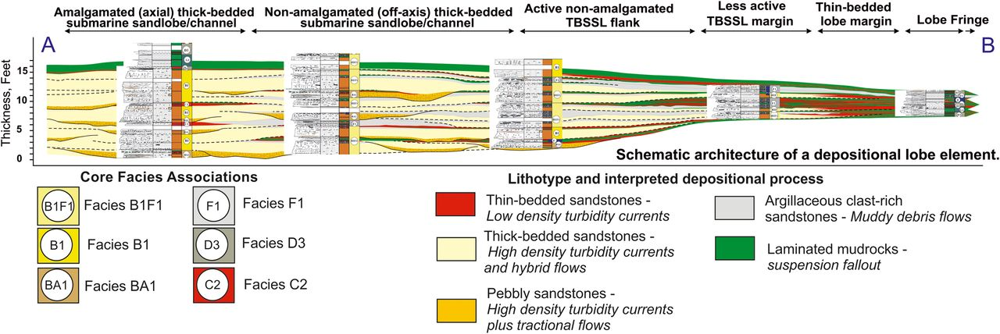 Amalgamated (axial) thick-bedded
submarine sandlobe/channel
Non-amalgamated (off-axis) thick-bedded
submarine sandlobe/channel
Active non-amalgamated
TBSSL flank
Less active
TBSSL margin
Thin-bedded
lobe margin
Lobe Fringe
A
B
Thickness, Feet
15
10
5
0
Schematic architecture of a depositional lobe element.
Core Facies Associations
B1F1 Facies B1F1
F1 Facies F1
B1 Facies B1
D3 Facies D3
BA1 Facies BA1
C2 Facies C2
Lithotype and interpreted depositional process
Thin-bedded sandstones -
Low density turbidity currents
Thick-bedded sandstones -
High density turbidity currents
and hybrid flows
Pebbly sandstones -
High density turbidity currents
plus tractional flows
Argillaceous clast-rich
sandstones - Muddy debris flows
Laminated mudrocks -
suspension fallout